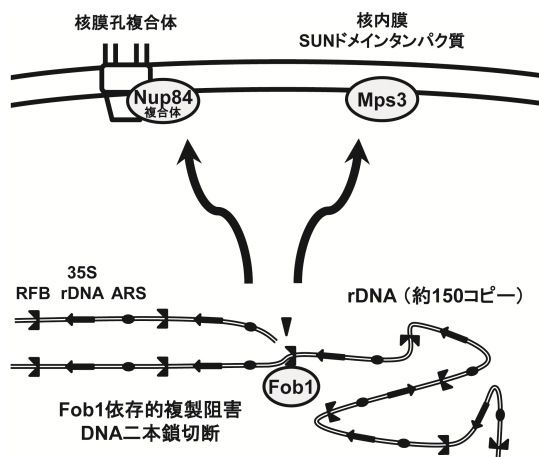 核膜孔複合体
核内膜
SUNドメインタンパク質
Nup84
複合体
Mps3
35S
RFB rDNA ARS
rDNA（約150コピー）
Fob1
Fob1依存的複製阻害
DNA二本鎖切断